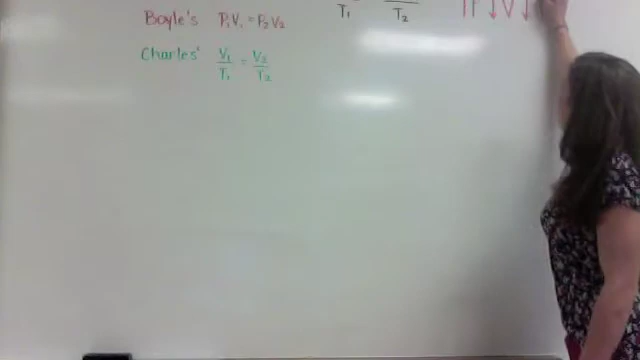 Boyle's P₁V₁ = P₂V₂
T₁ T₂
↓V↓
Charles' V₁/T₁ = V₂/T₂